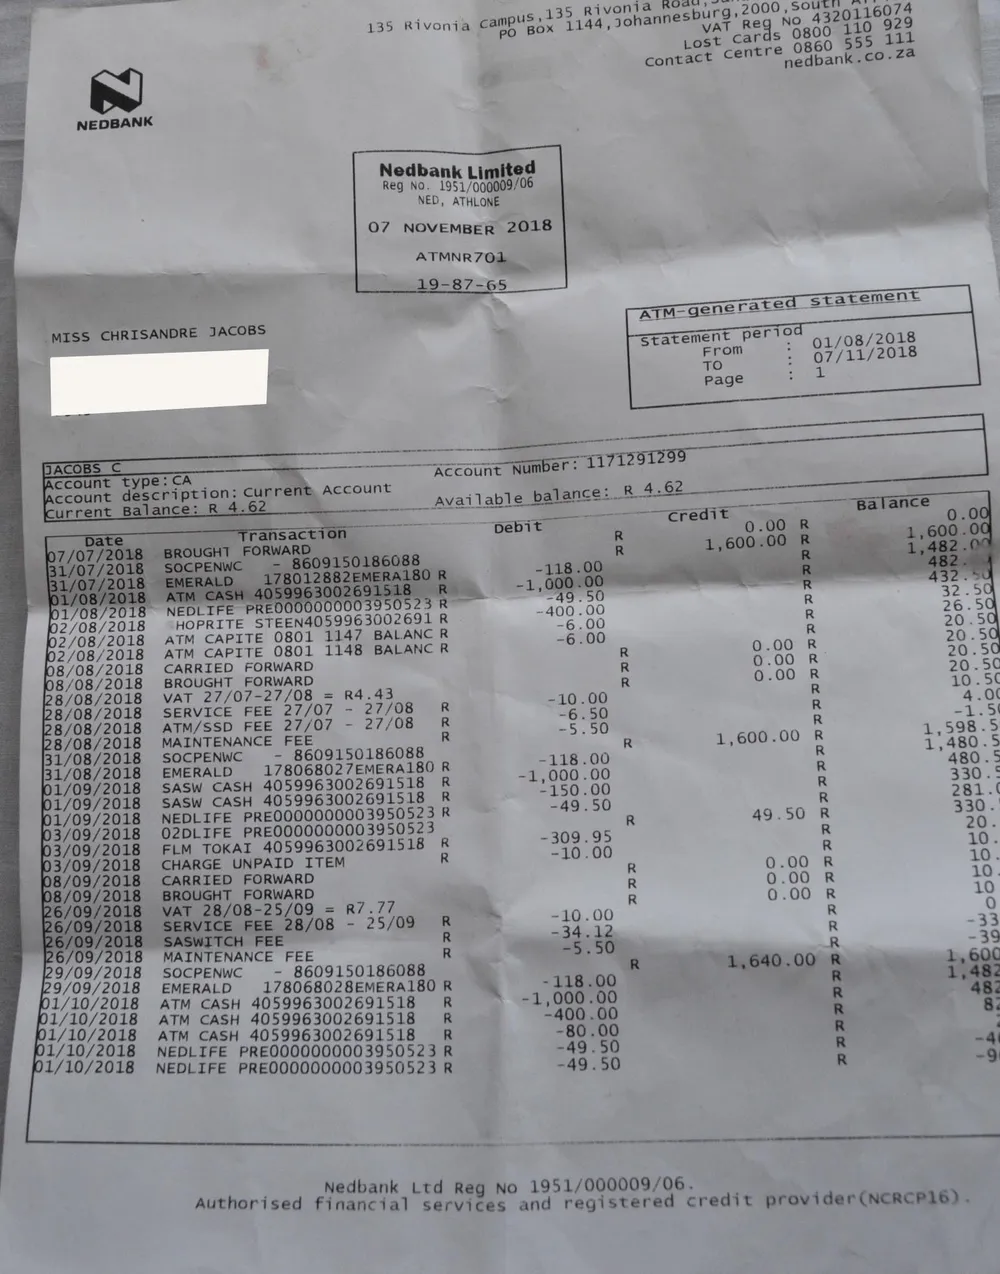 135 Rivonia Campus, 135 Rivonia Road,
PO Box 1144, Johannesburg, 2000, South
VAT Reg No 4320116074
Lost Cards 0800 110 929
Contact Centre 0860 555 111
nedbank.co.za
NEDBANK
Nedbank Limited
Reg No. 1951/000009/06
NED, ATHLONE
07 NOVEMBER 2018
ATMNR701
19-87-65
MISS CHRISANDRE JACOBS
ATM-generated statement
Statement period
From : 01/08/2018
TO : 07/11/2018
Page : 1
JACOBS C
Account type: CA Account Number: 1171291299
Account description: Current Account
Current Balance: R 4.62 Available balance: R 4.62
Date Transaction Debit Credit Balance
07/07/2018 BROUGHT FORWARD R 0.00 R 0.00
31/07/2018 SOCPENWC - 8609150186088 R 1,600.00 R 1,600.00
31/07/2018 EMERALD 178012882EMERA180 R -118.00 R 1,482.00
01/08/2018 ATM CASH 4059963002691518 R -1,000.00 R 482.
01/08/2018 NEDLIFE PRE0000000003950523 R -49.50 R 432.50
02/08/2018 HOPRITE STEEN4059963002691 R -400.00 R 32.50
02/08/2018 ATM CAPITE 0801 1147 BALANC R -6.00 R 26.50
02/08/2018 ATM CAPITE 0801 1148 BALANC R -6.00 R 20.50
08/08/2018 CARRIED FORWARD R 0.00 R 20.50
08/08/2018 BROUGHT FORWARD R 0.00 R 20.50
28/08/2018 VAT 27/07-27/08 = R4.43 R 0.00 R 20.50
28/08/2018 SERVICE FEE 27/07 - 27/08 R -10.00 R 10.50
28/08/2018 ATM/SSD FEE 27/07 - 27/08 R -6.50 R 4.00
28/08/2018 MAINTENANCE FEE R -5.50 R -1.50
31/08/2018 SOCPENWC - 8609150186088 R 1,600.00 R 1,598.5
31/08/2018 EMERALD 178068027EMERA180 R -118.00 R 1,480.5
01/09/2018 SASW CASH 4059963002691518 R -1,000.00 R 480.5
01/09/2018 SASW CASH 4059963002691518 R -150.00 R 330.5
01/09/2018 NEDLIFE PRE0000000003950523 R -49.50 R 281.0
03/09/2018 02DLIFE PRE0000000003950523 R 49.50 R 330.
03/09/2018 FLM TOKAI 4059963002691518 R -309.95 R 20.
03/09/2018 CHARGE UNPAID ITEM R -10.00 R 10.
08/09/2018 CARRIED FORWARD R 0.00 R 10.
08/09/2018 BROUGHT FORWARD R 0.00 R 10.
26/09/2018 VAT 28/08-25/09 = R7.77 R 0.00 R 10
26/09/2018 SERVICE FEE 28/08 - 25/09 R -10.00 R 0
26/09/2018 SASWITCH FEE R -34.12 R -33
26/09/2018 MAINTENANCE FEE R -5.50 R -39
29/09/2018 SOCPENWC - 8609150186088 R 1,640.00 R 1,600
29/09/2018 EMERALD 178068028EMERA180 R -118.00 R 1,482
01/10/2018 ATM CASH 4059963002691518 R -1,000.00 R 482
01/10/2018 ATM CASH 4059963002691518 R -400.00 R 82
01/10/2018 ATM CASH 4059963002691518 R -80.00 R
01/10/2018 NEDLIFE PRE0000000003950523 R -49.50 R -4
01/10/2018 NEDLIFE PRE0000000003950523 R -49.50 R -9
Nedbank Ltd Reg No 1951/000009/06.
Authorised financial services and registered credit provider(NCRCP16).